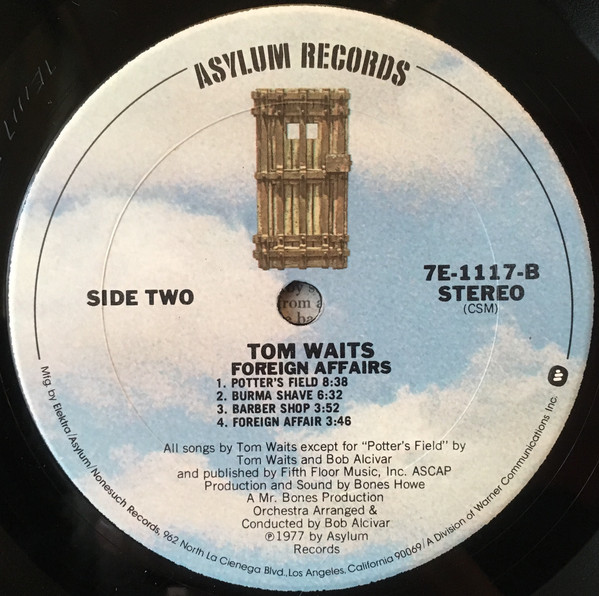 ASYLUM RECORDS
SIDE TWO
7E-1117-B
STEREO
(CSM)
TOM WAITS
FOREIGN AFFAIRS
1. POTTER'S FIELD 8:38
2. BURMA SHAVE 6:32
3. BARBER SHOP 3:52
4. FOREIGN AFFAIR 3:46
All songs by Tom Waits except for "Potter's Field" by
Tom Waits and Bob Alcivar
and published by Fifth Floor Music, Inc. ASCAP
Production and Sound by Bones Howe
A Mr. Bones Production
Orchestra Arranged &
Conducted by Bob Alcivar
℗1977 by Asylum
Records
Mfg. by Elektra/Asylum/Nonesuch Records, 962 North La Cienega Blvd., Los Angeles, California 90069/A Division of Warner Communications Inc.
from a